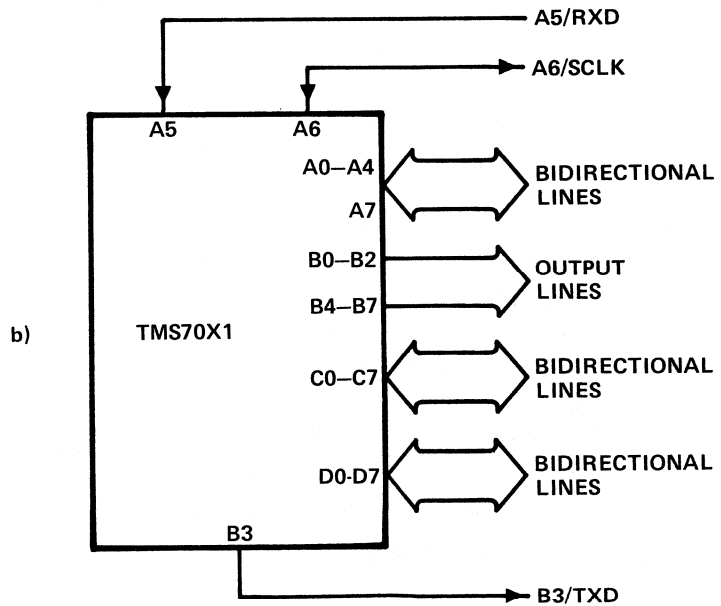 A5/RXD
A6/SCLK
A5
A6
A0–A4
BIDIRECTIONAL
LINES
A7
B0–B2
OUTPUT
LINES
B4–B7
b)
TMS70X1
C0–C7
BIDIRECTIONAL
LINES
D0-D7
BIDIRECTIONAL
LINES
B3
B3/TXD